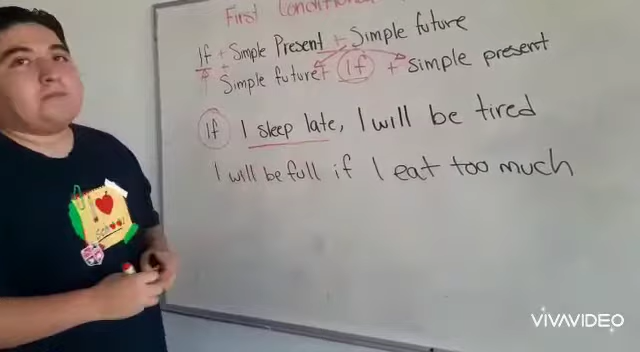 First Conditional
If + Simple Present + Simple future
Simple future + If + simple present
If I sleep late, I will be tired
I will be full if I eat too much
I
SCHOOL
VIVAVIDEO